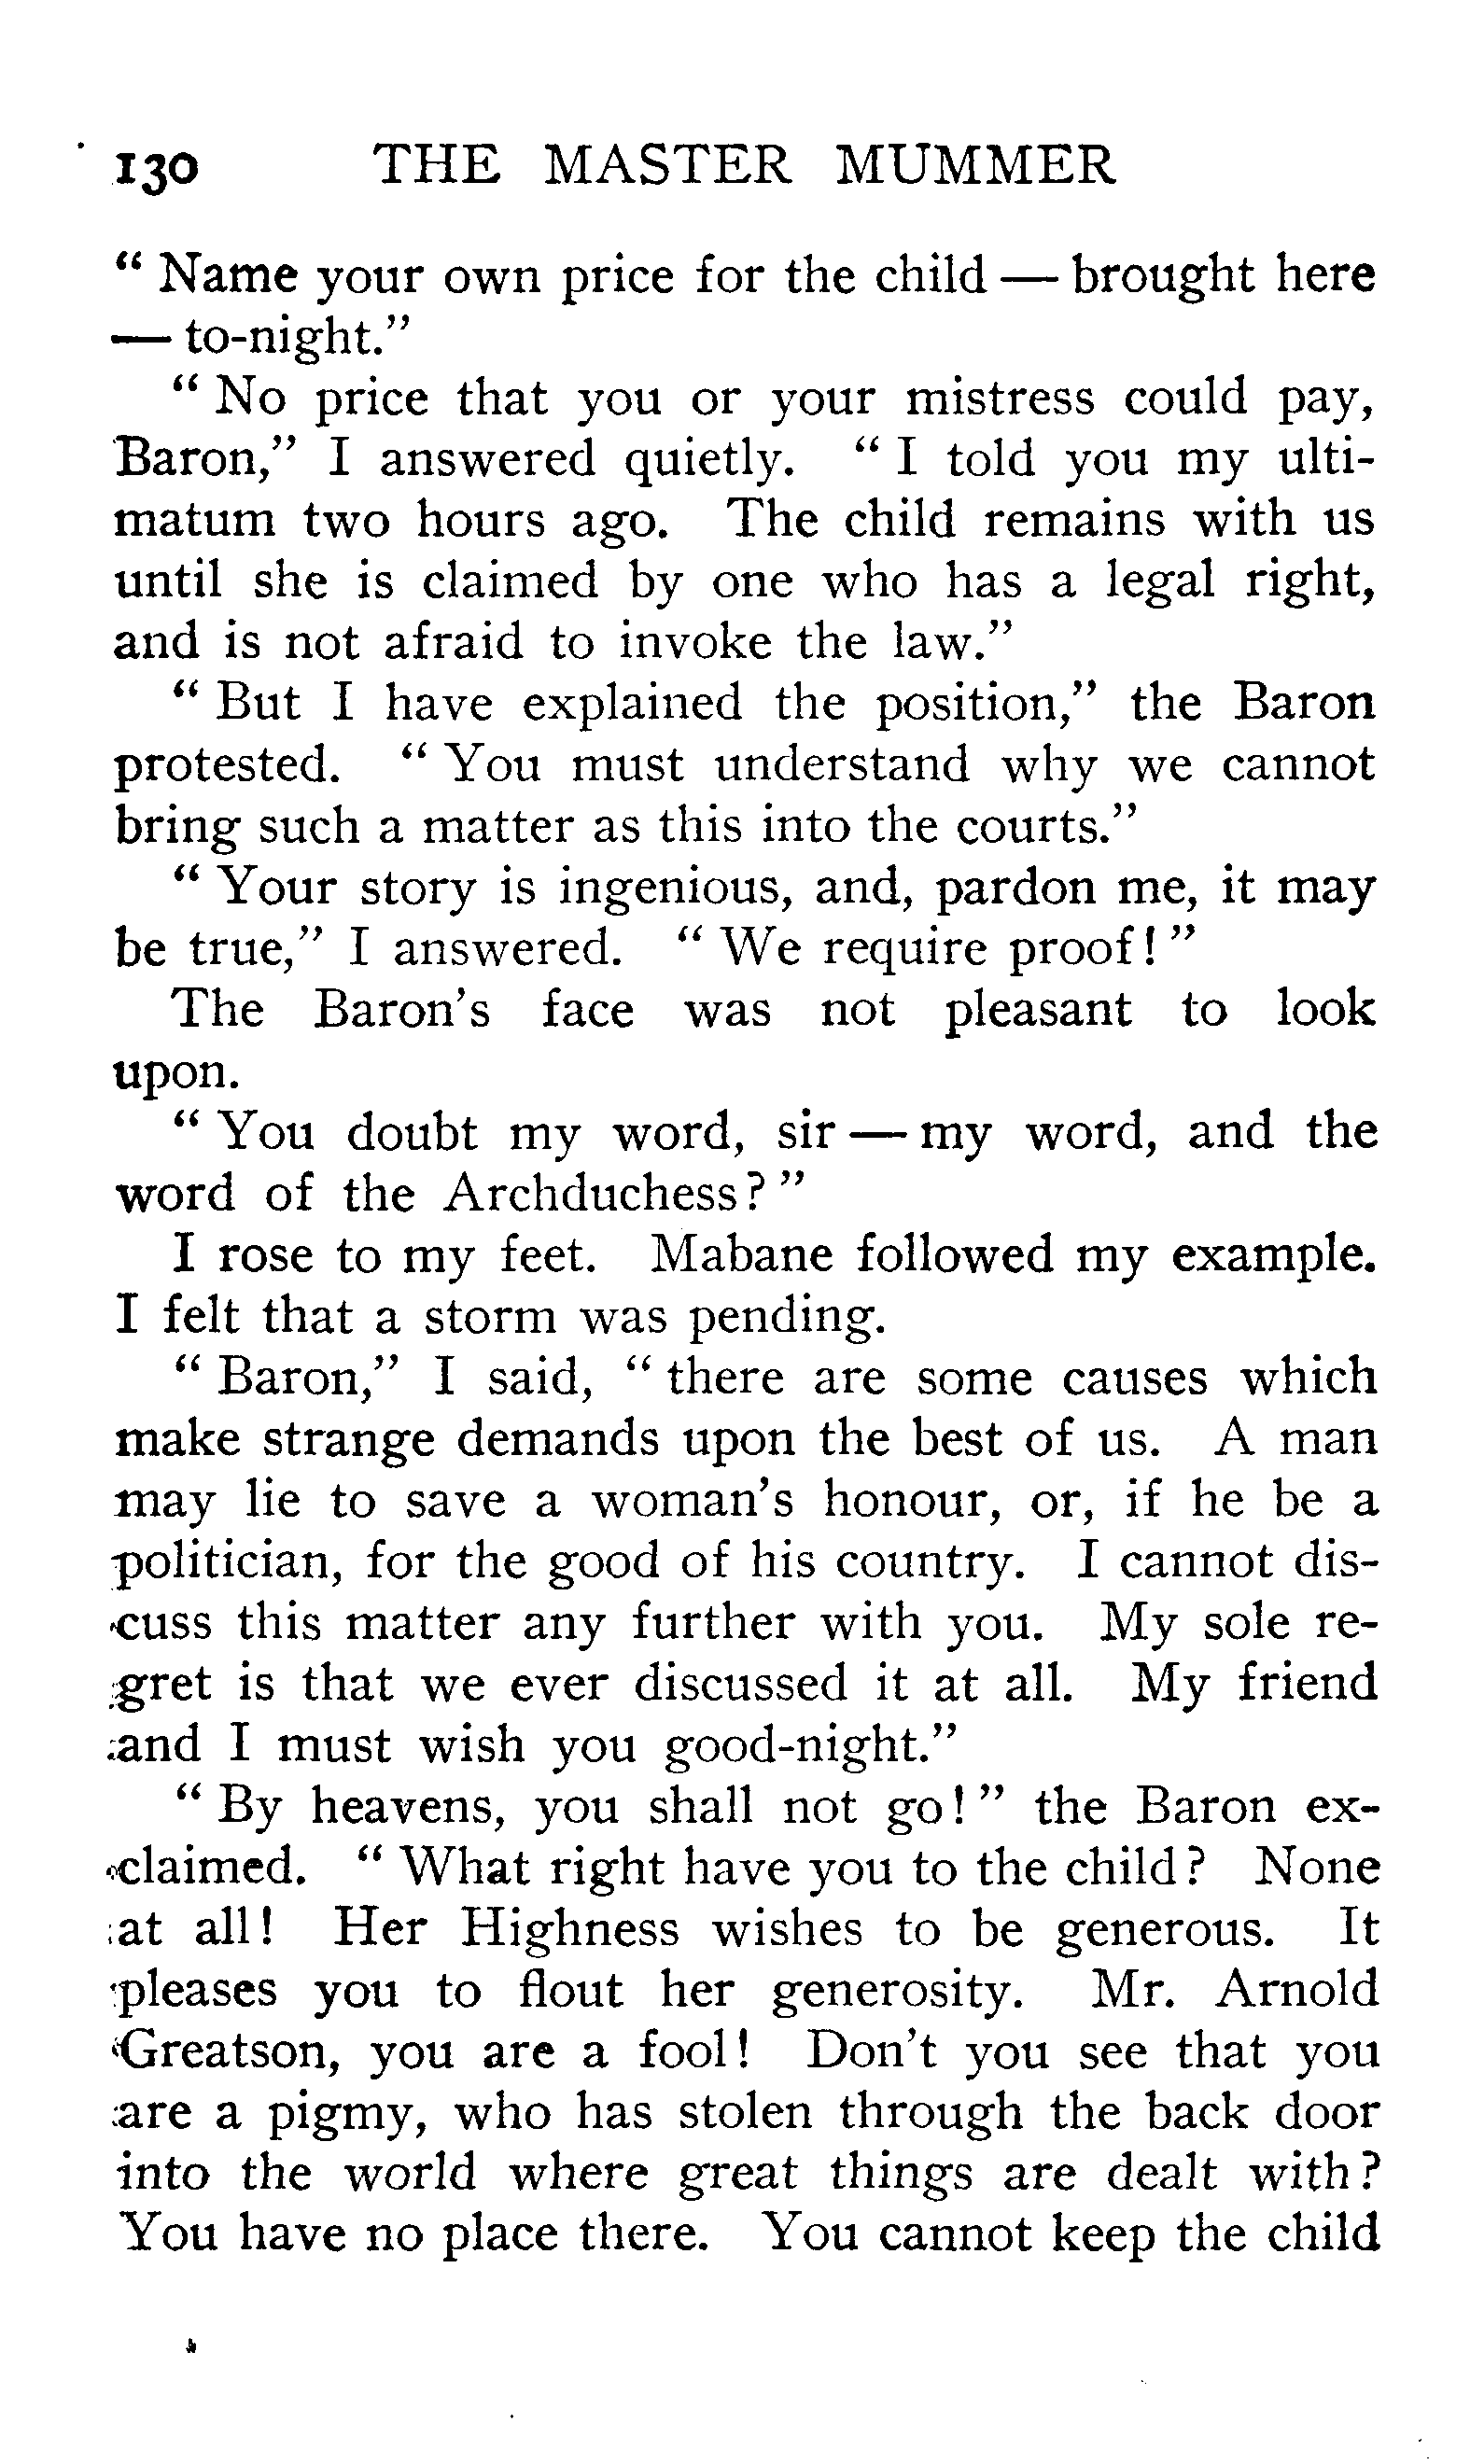 130 THE MASTER MUMMER
" Name your own price for the child — brought here
— to-night."
" No price that you or your mistress could pay,
Baron," I answered quietly. " I told you my ulti-
matum two hours ago. The child remains with us
until she is claimed by one who has a legal right,
and is not afraid to invoke the law."
" But I have explained the position," the Baron
protested. " You must understand why we cannot
bring such a matter as this into the courts."
" Your story is ingenious, and, pardon me, it may
be true," I answered. " We require proof! "
The Baron's face was not pleasant to look
upon.
" You doubt my word, sir — my word, and the
word of the Archduchess? "
I rose to my feet. Mabane followed my example.
I felt that a storm was pending.
" Baron," I said, " there are some causes which
make strange demands upon the best of us. A man
may lie to save a woman's honour, or, if he be a
politician, for the good of his country. I cannot dis-
cuss this matter any further with you. My sole re-
gret is that we ever discussed it at all. My friend
and I must wish you good-night."
" By heavens, you shall not go! " the Baron ex-
claimed. " What right have you to the child? None
at all! Her Highness wishes to be generous. It
pleases you to flout her generosity. Mr. Arnold
Greatson, you are a fool! Don't you see that you
are a pigmy, who has stolen through the back door
into the world where great things are dealt with?
You have no place there. You cannot keep the child